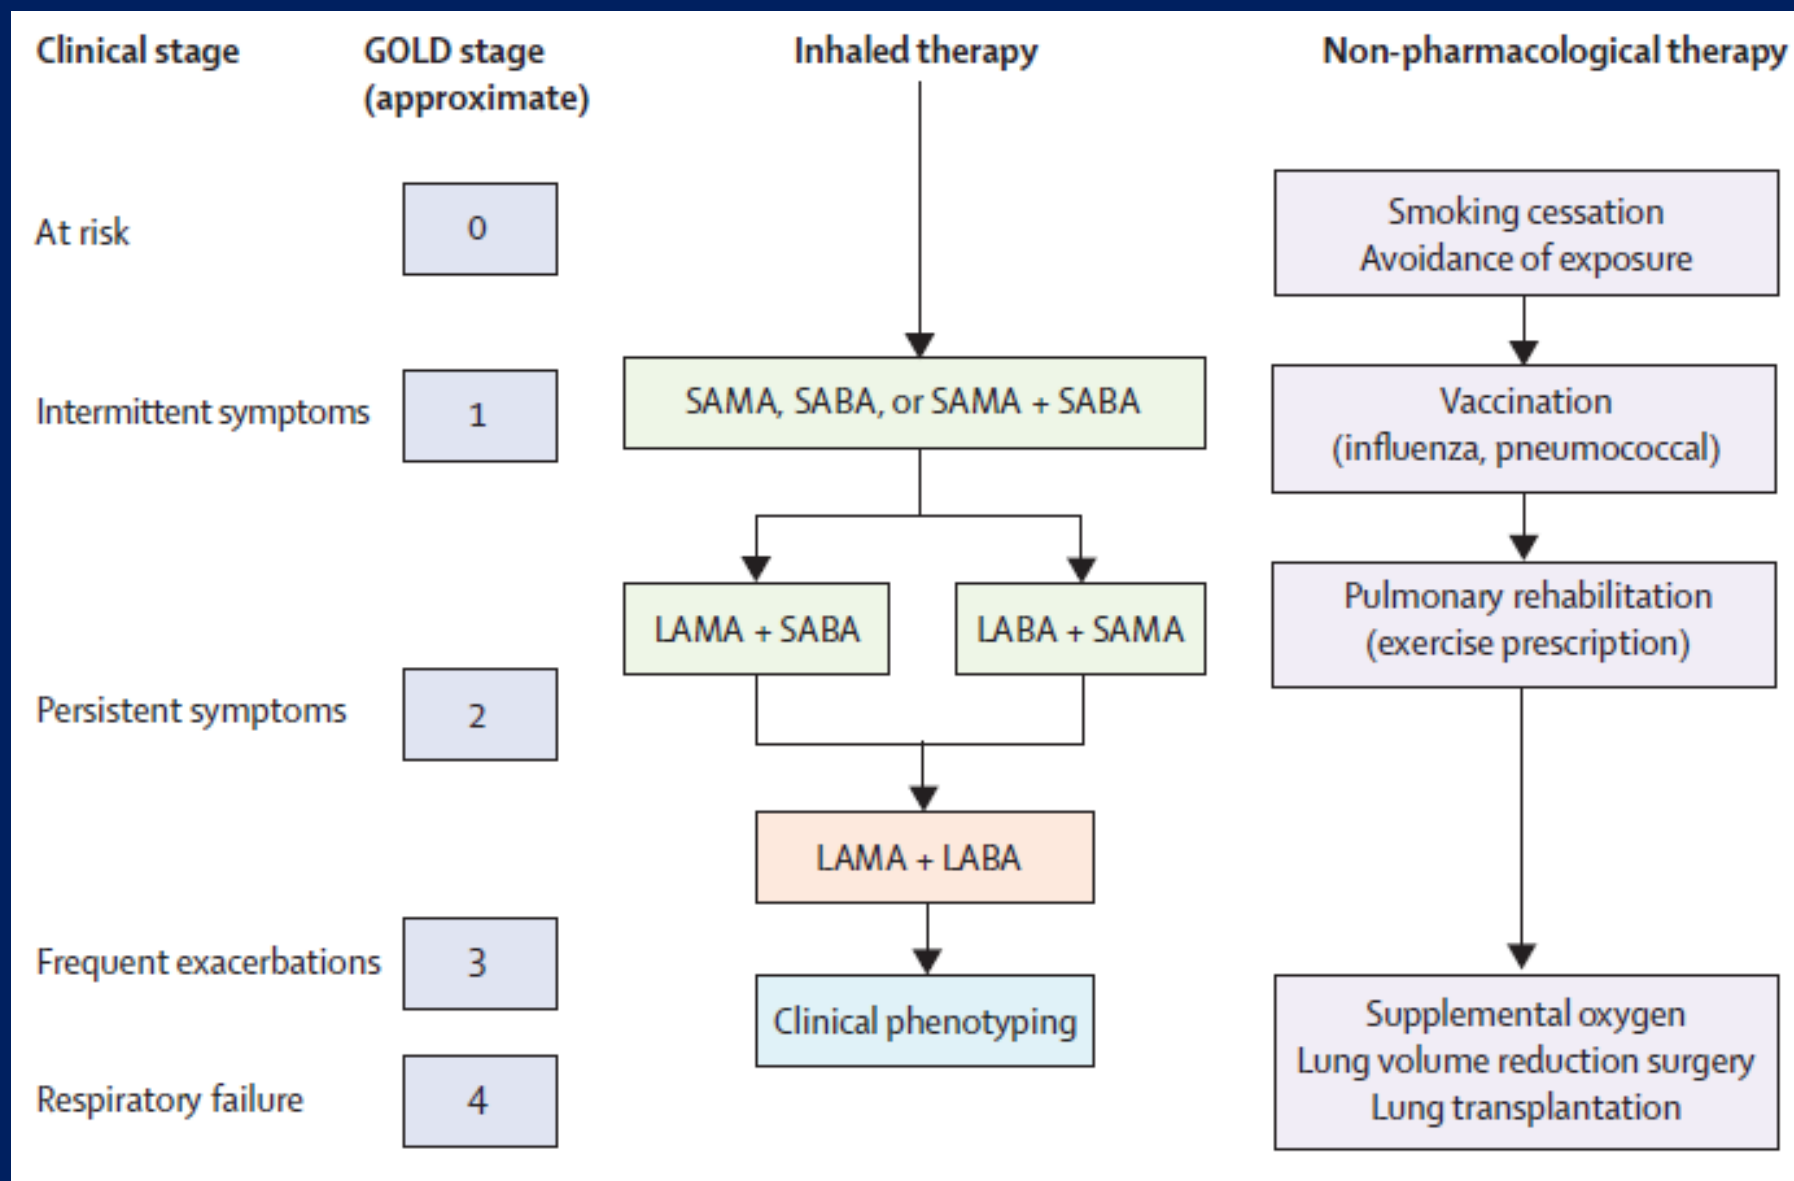 Clinical stage
GOLD stage
(approximate)
Inhaled therapy
Non-pharmacological therapy
At risk
0
Smoking cessation
Avoidance of exposure
Intermittent symptoms
1
SAMA, SABA, or SAMA + SABA
Vaccination
(influenza, pneumococcal)
LAMA + SABA
LABA + SAMA
Pulmonary rehabilitation
(exercise prescription)
Persistent symptoms
2
LAMA + LABA
Frequent exacerbations
3
Clinical phenotyping
Supplemental oxygen
Lung volume reduction surgery
Lung transplantation
Respiratory failure
4